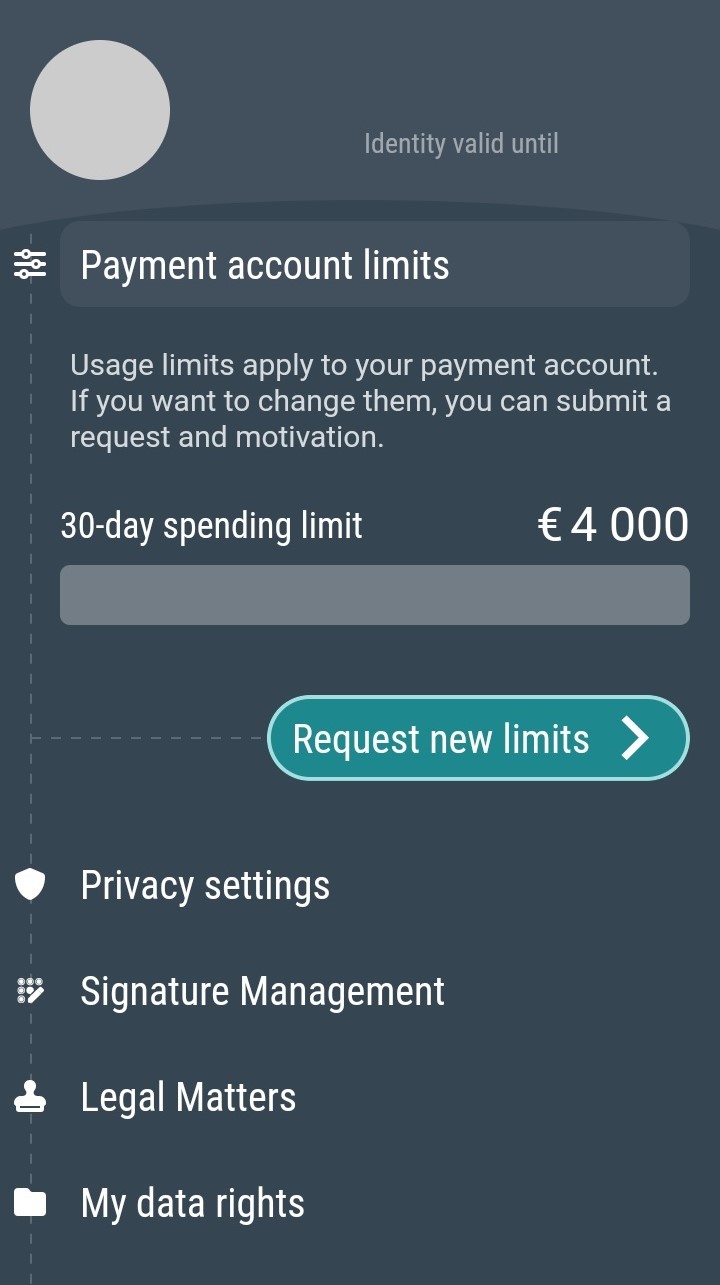 Identity valid until
Payment account limits
Usage limits apply to your payment account.
If you want to change them, you can submit a
request and motivation.
30-day spending limit € 4 000
Request new limits
Privacy settings
Signature Management
Legal Matters
My data rights